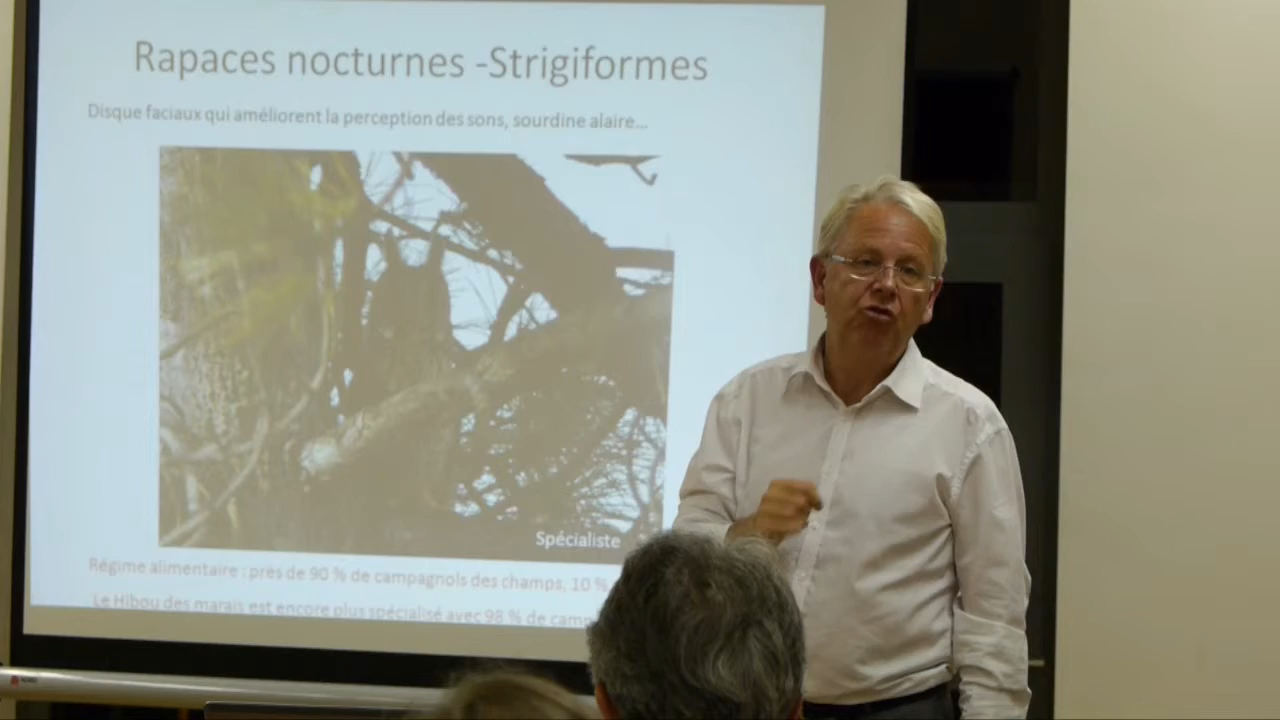 Rapaces nocturnes -Strigiformes
Disque faciaux qui améliorent la perception des sons, sourdine alaire...
Spécialiste
Régime alimentaire : près de 90 % de campagnols des champs, 10 %
Le Hibou des marais est encore plus spécialisé avec 98 % de